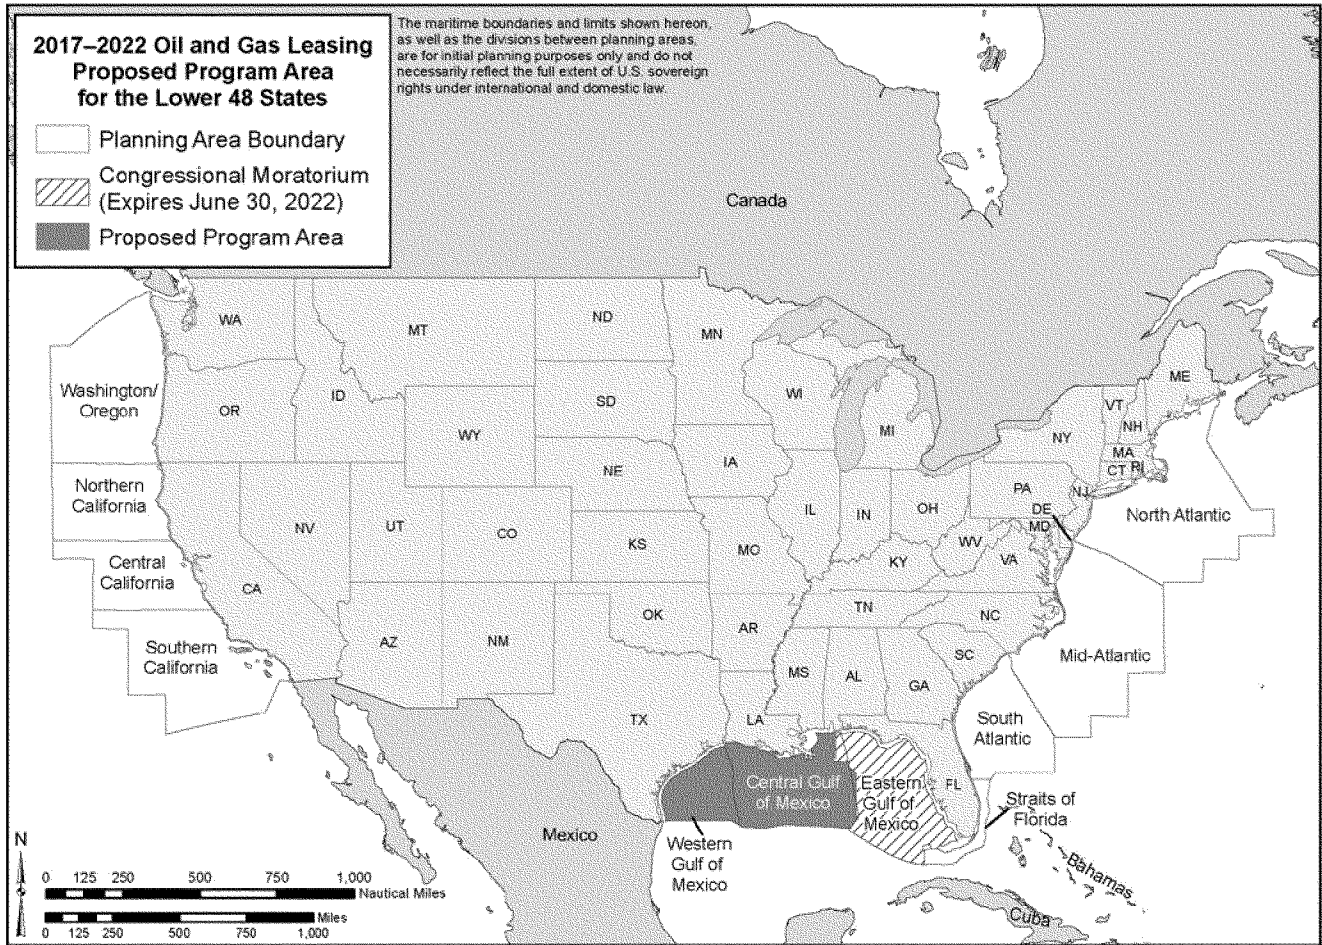 2017–2022 Oil and Gas Leasing
Proposed Program Area
for the Lower 48 States
Planning Area Boundary
Congressional Moratorium
(Expires June 30, 2022)
Proposed Program Area
The maritime boundaries and limits shown hereon,
as well as the divisions between planning areas,
are for initial planning purposes only and do not
necessarily reflect the full extent of U.S. sovereign
rights under international and domestic law.
Canada
WA
MT
ND
MN
ME
Washington/
Oregon
OR
ID
SD
WI
MI
VT
NH
NY
WY
MA
CT RI
IA
NE
Northern
California
PA
NJ
NV
UT
CO
IL
IN
OH
DE
MD
North Atlantic
KS
MO
WV
VA
KY
Central
California
CA
OK
TN
NC
AZ
NM
AR
SC
Southern
California
Mid-Atlantic
MS
AL
GA
TX
LA
South
Atlantic
Central Gulf
of Mexico
Eastern
Gulf of
Mexico
FL
Straits of
Florida
Mexico
Western
Gulf of
Mexico
Bahamas
Cuba
N
0 125 250 500 750 1,000
Nautical Miles
Miles
0 125 250 500 750 1,000